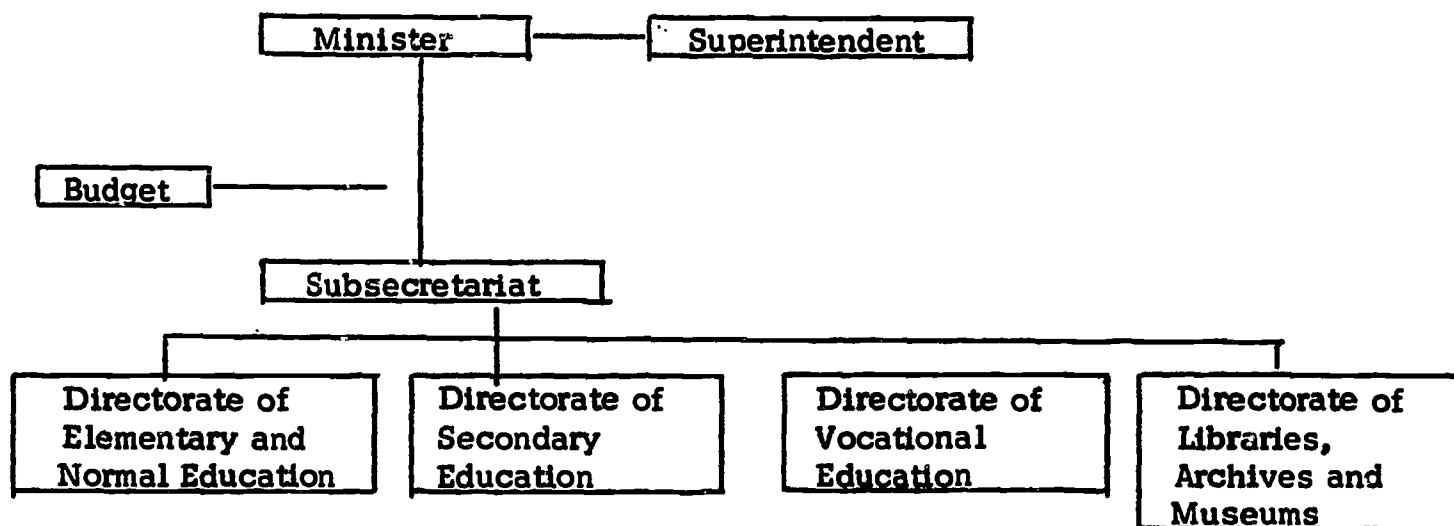 Minister
Superintendent
Budget
Subsecretariat
Directorate of
Elementary and
Normal Education
Directorate of
Secondary
Education
Directorate of
Vocational
Education
Directorate of
Libraries,
Archives and
Museums